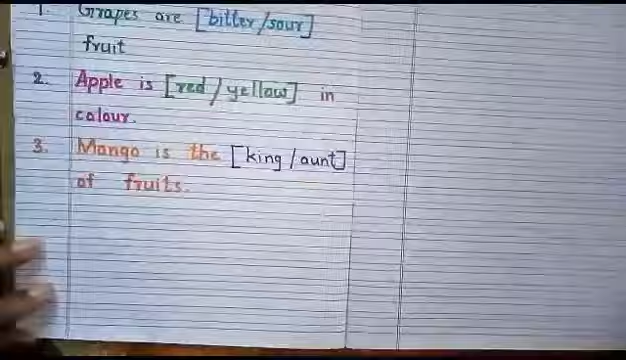 1. Grapes are [bitter/sour]
fruit
2. Apple is [red/yellow] in
colour.
3. Mango is the [king/aunt]
of fruits.